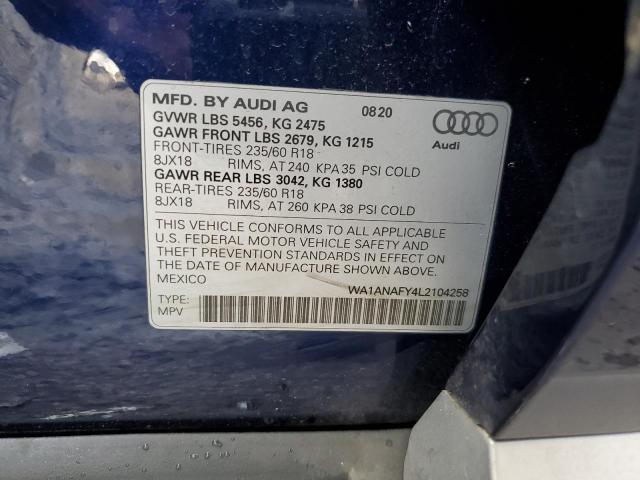 MFD. BY AUDI AG 0820
GVWR LBS 5456, KG 2475
GAWR FRONT LBS 2679, KG 1215
FRONT-TIRES 235/60 R18
8JX18 RIMS, AT 240 KPA 35 PSI COLD
GAWR REAR LBS 3042, KG 1380
REAR-TIRES 235/60 R18
8JX18 RIMS, AT 260 KPA 38 PSI COLD
Audi
THIS VEHICLE CONFORMS TO ALL APPLICABLE
U.S. FEDERAL MOTOR VEHICLE SAFETY AND
THEFT PREVENTION STANDARDS IN EFFECT ON
THE DATE OF MANUFACTURE SHOWN ABOVE.
MEXICO WA1ANAFY4L2104258
TYPE:
MPV